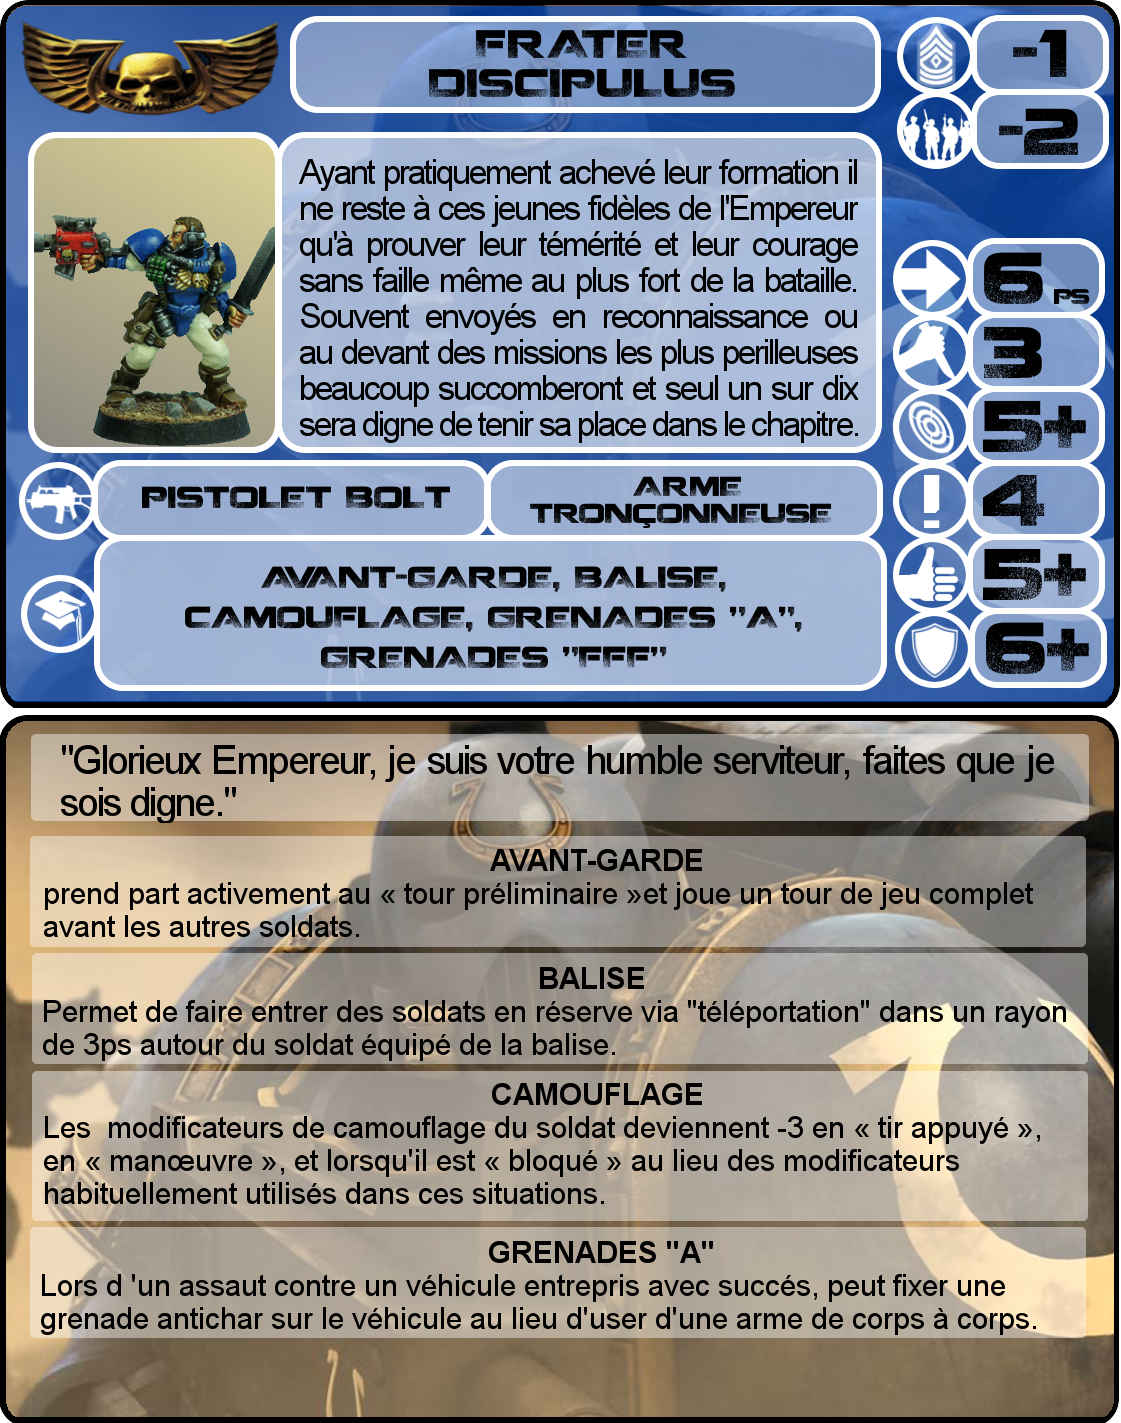 FRATER
DISCIPULUS
-1
-2
Ayant pratiquement achevé leur formation il
ne reste à ces jeunes fidèles de l'Empereur
qu'à prouver leur témérité et leur courage
sans faille même au plus fort de la bataille.
Souvent envoyés en reconnaissance ou
au devant des missions les plus perilleuses
beaucoup succomberont et seul un sur dix
sera digne de tenir sa place dans le chapitre.
6 PS
3
5+
4
5+
6+
PISTOLET BOLT
ARME
TRONÇONNEUSE
AVANT-GARDE, BALISE,
CAMOUFLAGE, GRENADES "A",
GRENADES "FFF"
"Glorieux Empereur, je suis votre humble serviteur, faites que je
sois digne."
AVANT-GARDE
prend part activement au « tour préliminaire »et joue un tour de jeu complet
avant les autres soldats.
BALISE
Permet de faire entrer des soldats en réserve via "téléportation" dans un rayon
de 3ps autour du soldat équipé de la balise.
CAMOUFLAGE
Les  modificateurs de camouflage du soldat deviennent -3 en « tir appuyé »,
en « manœuvre », et lorsqu'il est « bloqué » au lieu des modificateurs
habituellement utilisés dans ces situations.
GRENADES "A"
Lors d 'un assaut contre un véhicule entrepris avec succés, peut fixer une
grenade antichar sur le véhicule au lieu d'user d'une arme de corps à corps.